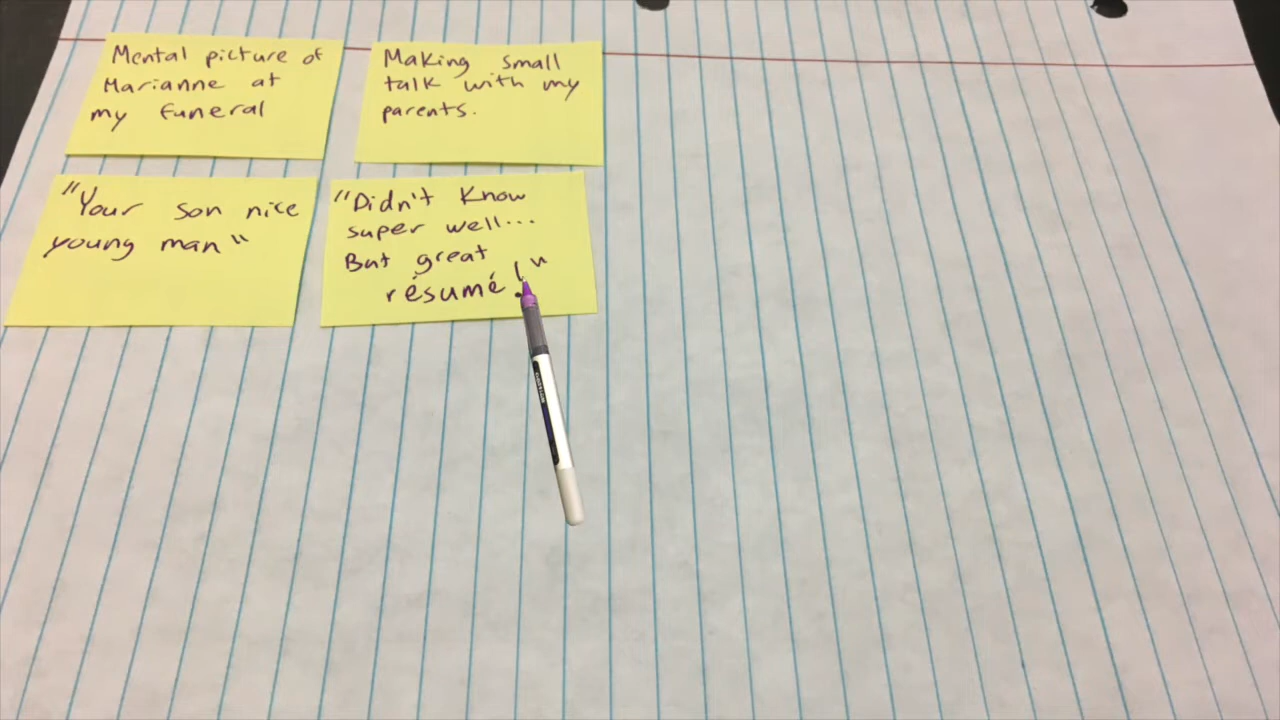 Mental picture of
Marianne at
my funeral
Making small
talk with my
parents.
"Your son nice
young man"
"Didn't know
super well...
But great
résumé!"